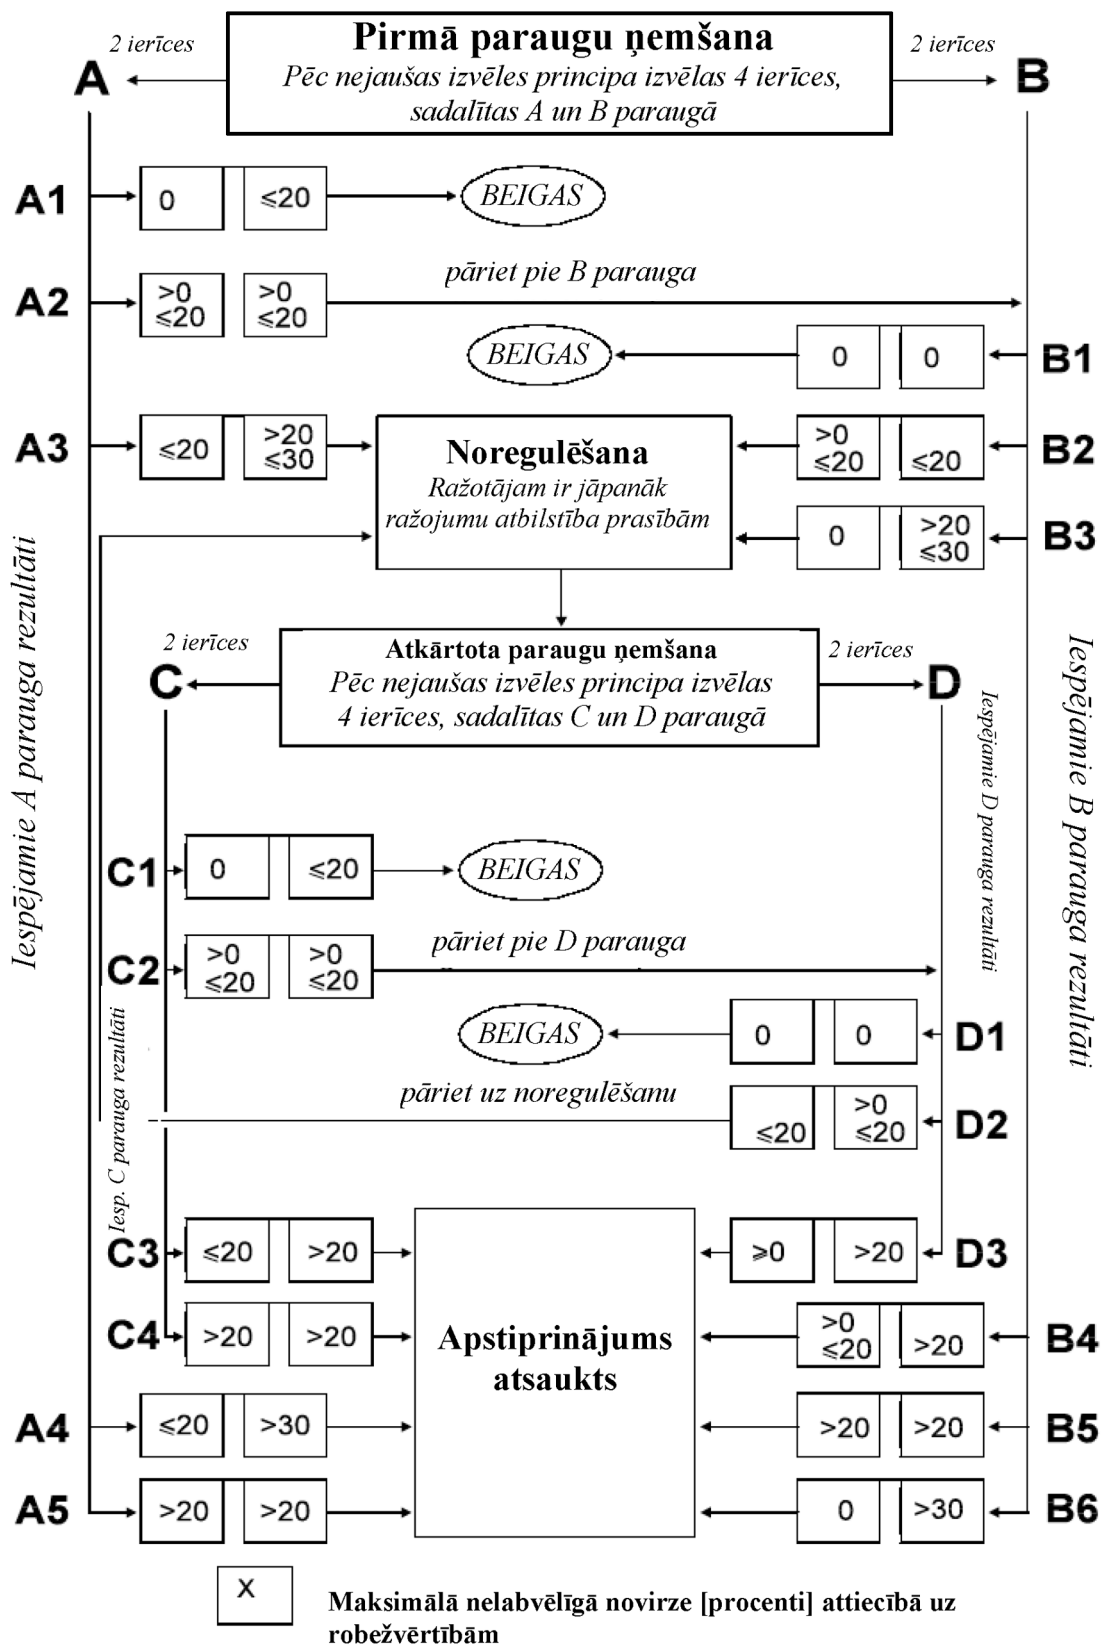 Pirmā paraugu ņemšana
2 ierīces
2 ierīces
A
Pēc nejaušas izvēles principa izvēlas 4 ierīces,
sadalītas A un B paraugā
B
A1
0
≤20
BEIGAS
A2
>0
≤20
>0
≤20
pāriet pie B parauga
BEIGAS
0
0
B1
A3
≤20
>20
≤30
Noregulēšana
Ražotājam ir jāpanāk
ražojumu atbilstība prasībām
>0
≤20
≤20
B2
0
>20
≤30
B3
Iespējamie A parauga rezultāti
Iespējamie B parauga rezultāti
2 ierīces
2 ierīces
C
Atkārtota paraugu ņemšana
Pēc nejaušas izvēles principa izvēlas
4 ierīces, sadalītas C un D paraugā
D
Iespējamie D parauga rezultāti
C1
0
≤20
BEIGAS
C2
>0
≤20
>0
≤20
pāriet pie D parauga
BEIGAS
0
0
D1
pāriet uz noregulēšanu
≤20
>0
≤20
D2
Iesp. C parauga rezultāti
C3
≤20
>20
≥0
>20
D3
C4
>20
>20
Apstiprinājums
atsaukts
>0
≤20
>20
B4
A4
≤20
>30
>20
>20
B5
A5
>20
>20
0
>30
B6
X
Maksimālā nelabvēlīgā novirze [procenti] attiecībā uz
robežvērtībām